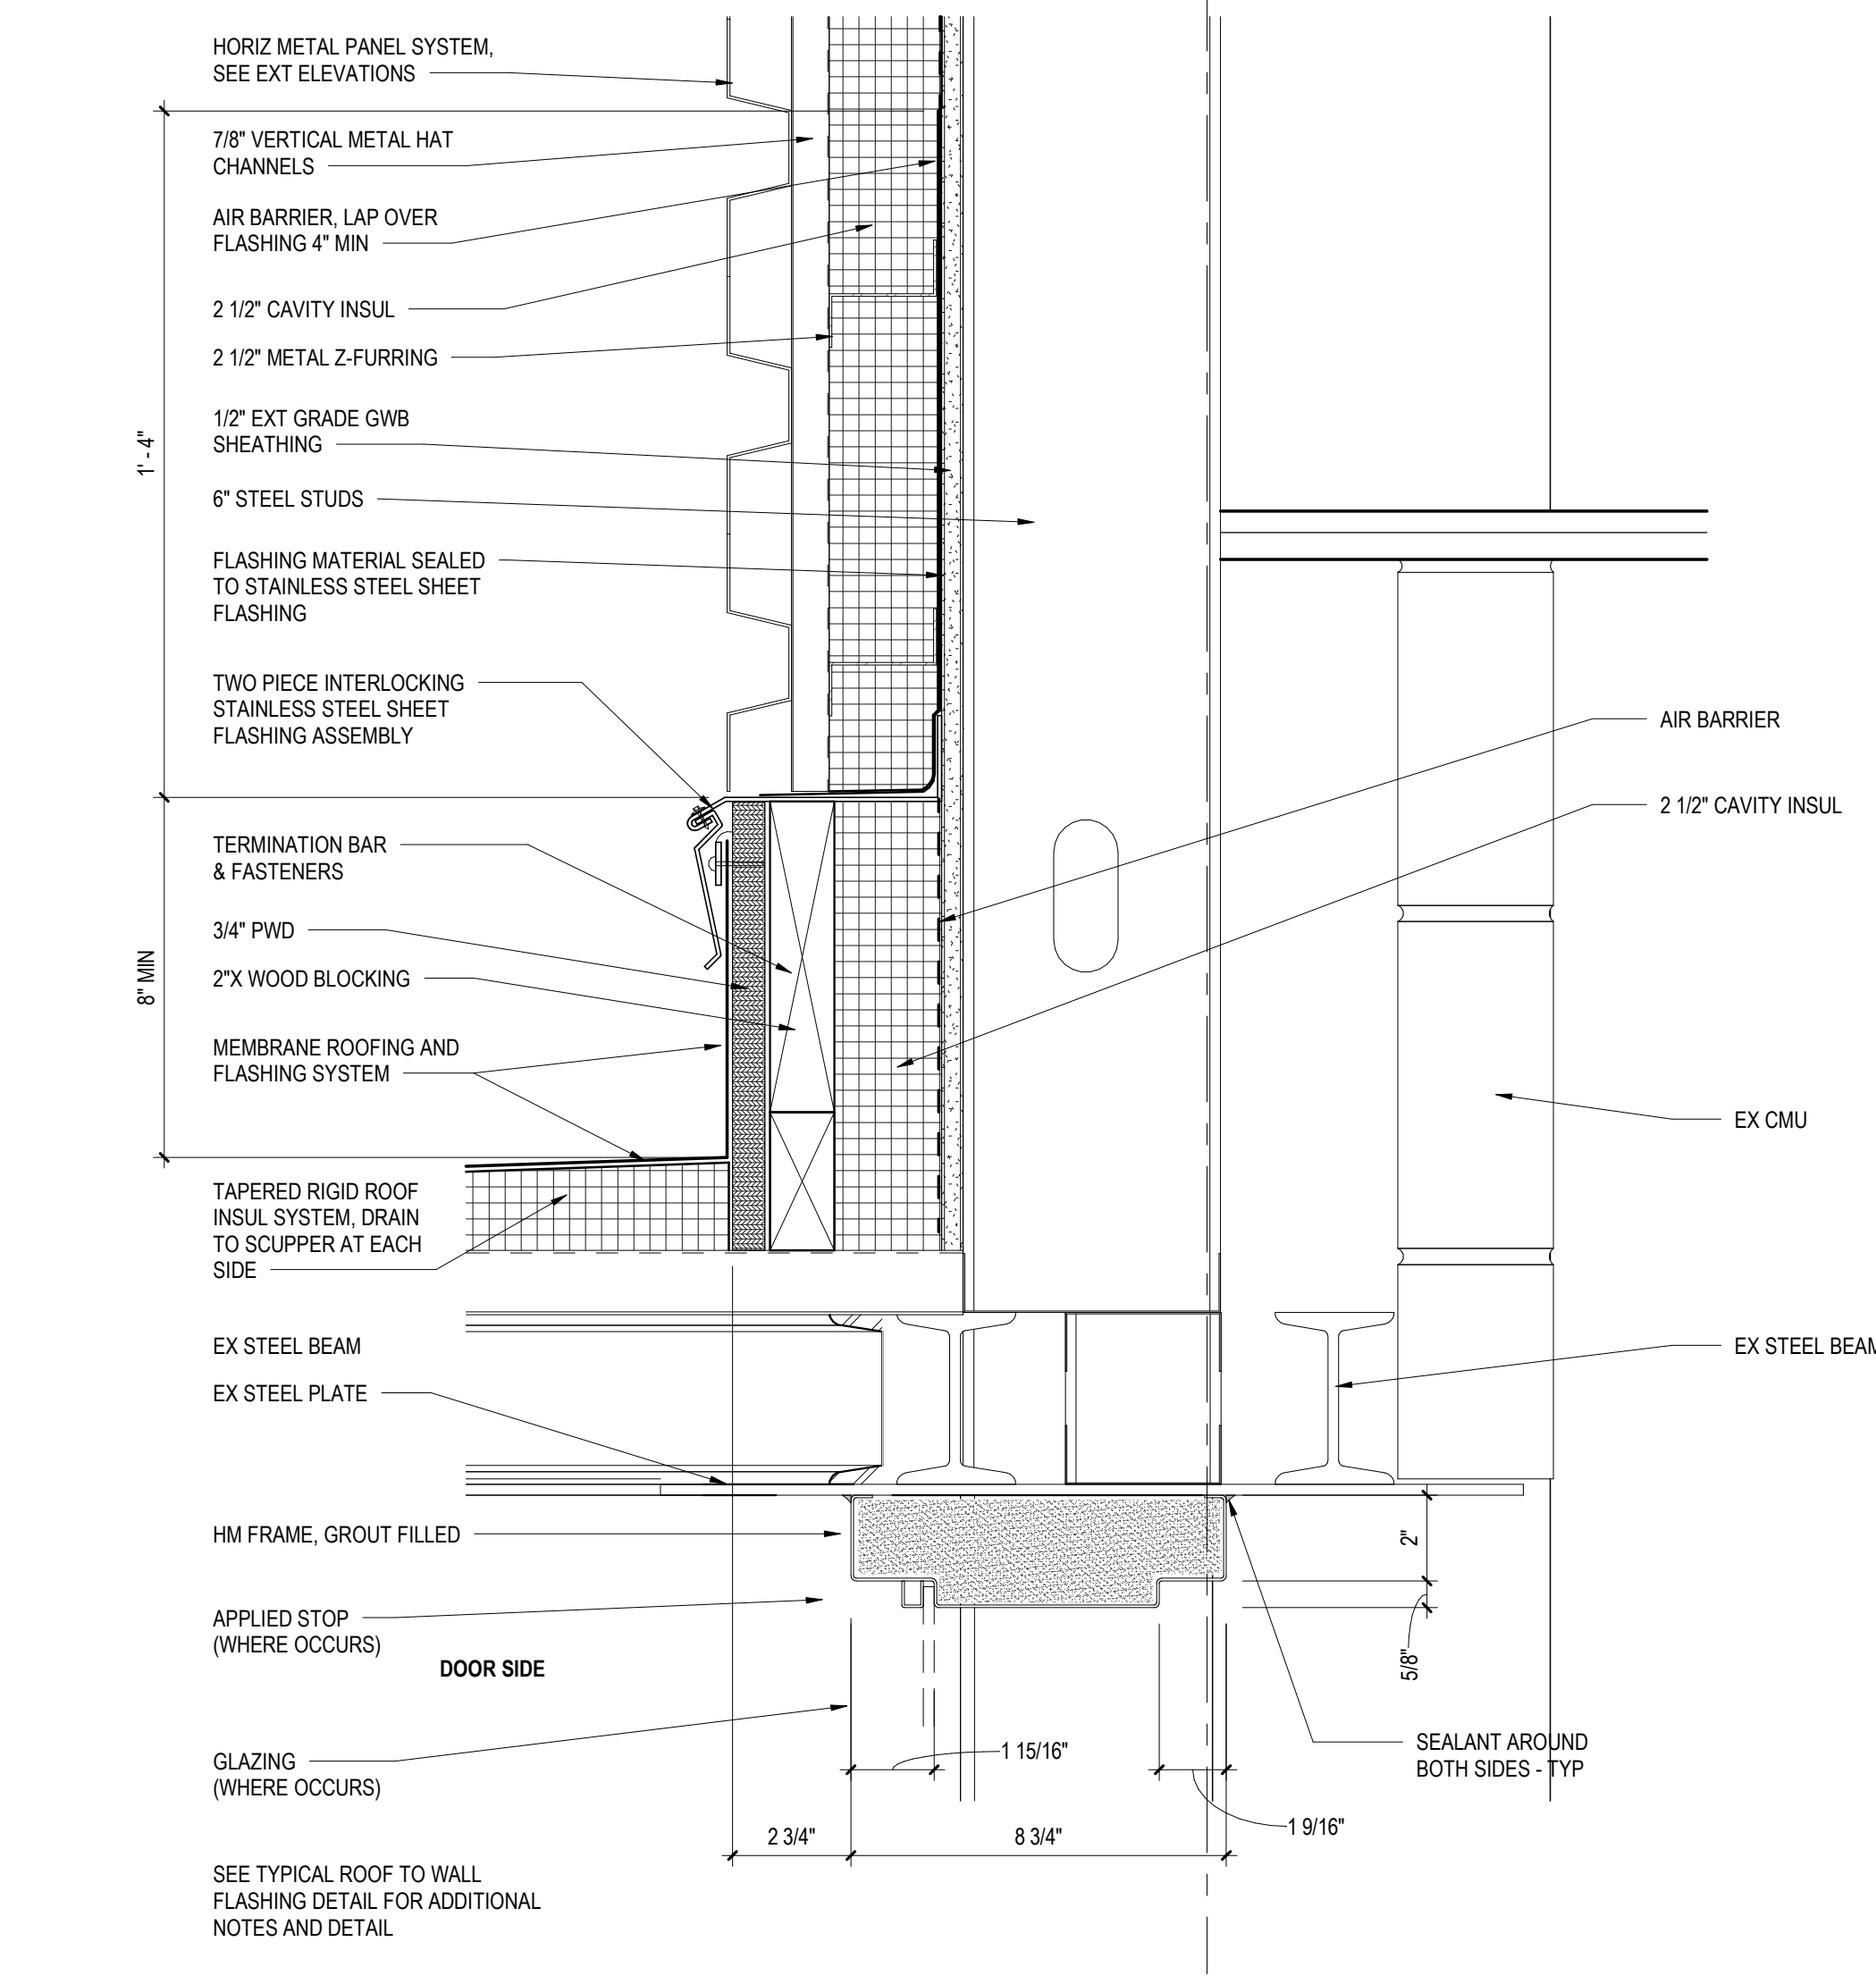 HORIZ METAL PANEL SYSTEM,
SEE EXT ELEVATIONS
7/8" VERTICAL METAL HAT
CHANNELS
AIR BARRIER, LAP OVER
FLASHING 4" MIN
2 1/2" CAVITY INSUL
2 1/2" METAL Z-FURRING
1/2" EXT GRADE GWB
SHEATHING
1' - 4"
6" STEEL STUDS
FLASHING MATERIAL SEALED
TO STAINLESS STEEL SHEET
FLASHING
TWO PIECE INTERLOCKING
STAINLESS STEEL SHEET
FLASHING ASSEMBLY
AIR BARRIER
2 1/2" CAVITY INSUL
TERMINATION BAR
& FASTENERS
3/4" PWD
2"X WOOD BLOCKING
8" MIN
MEMBRANE ROOFING AND
FLASHING SYSTEM
EX CMU
TAPERED RIGID ROOF
INSUL SYSTEM, DRAIN
TO SCUPPER AT EACH
SIDE
EX STEEL BEAM
EX STEEL BEAM
EX STEEL PLATE
HM FRAME, GROUT FILLED
2"
APPLIED STOP
(WHERE OCCURS)
5/8"
DOOR SIDE
GLAZING
(WHERE OCCURS)
1 15/16"
SEALANT AROUND
BOTH SIDES - TYP
1 9/16"
2 3/4"
8 3/4"
SEE TYPICAL ROOF TO WALL
FLASHING DETAIL FOR ADDITIONAL
NOTES AND DETAIL